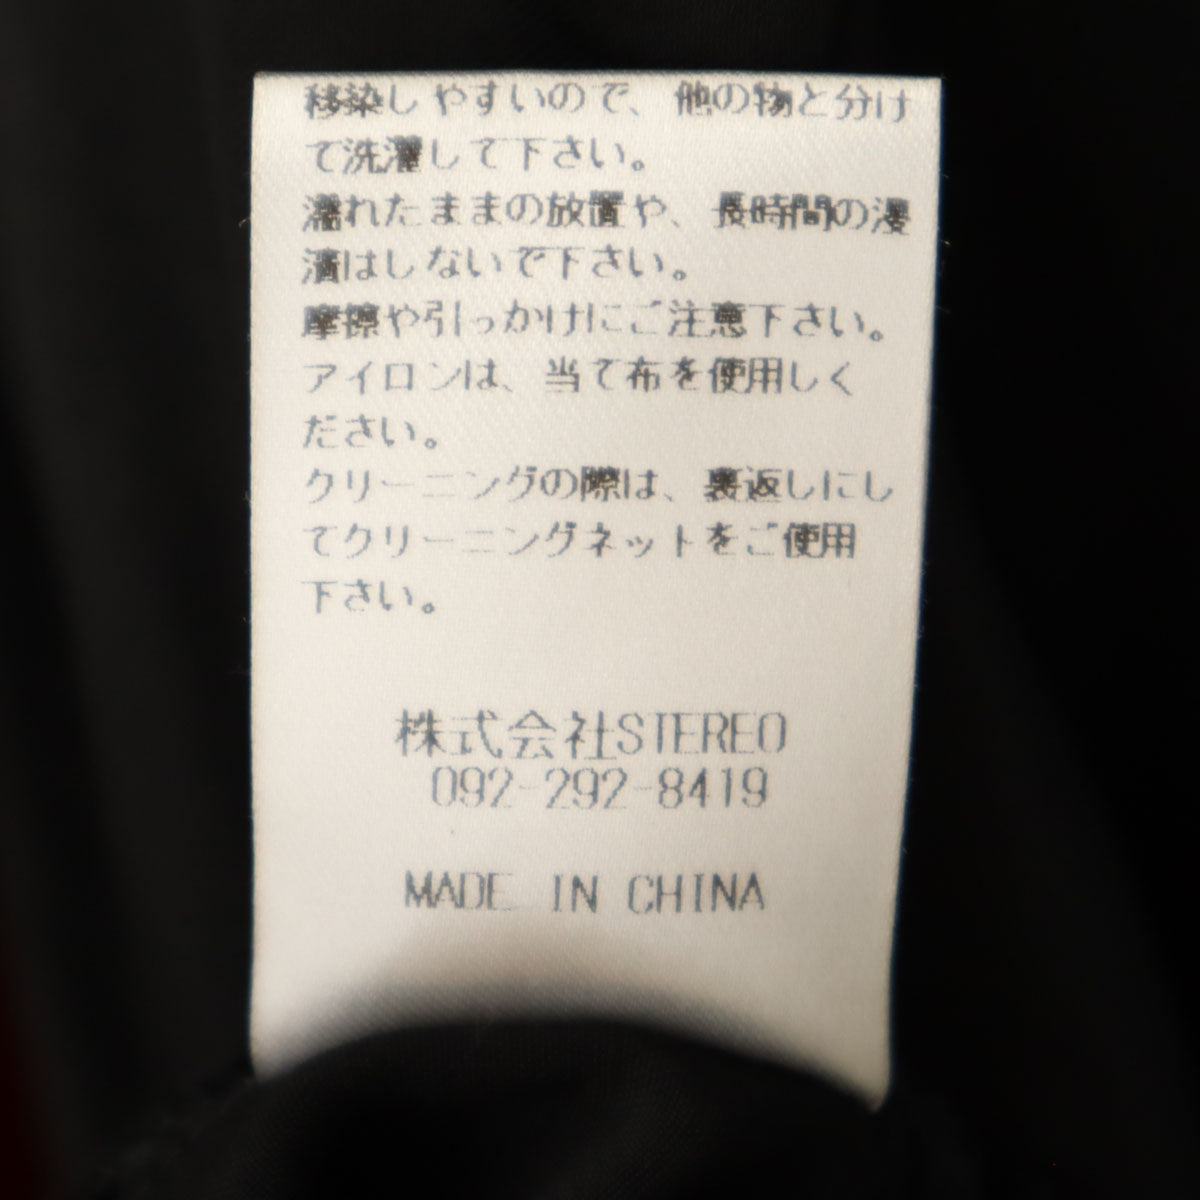 移染しやすいので、他の物と分け
て洗濯して下さい。
濡れたままの放置や、長時間の浸
漬はしないで下さい。
摩擦や引っかけにご注意下さい。
アイロンは、当て布を使用しく
ださい。
クリーニングの際は、裏返しにし
てクリーニングネットをご使用
下さい。
株式会社STEREO
092-292-8419
MADE IN CHINA